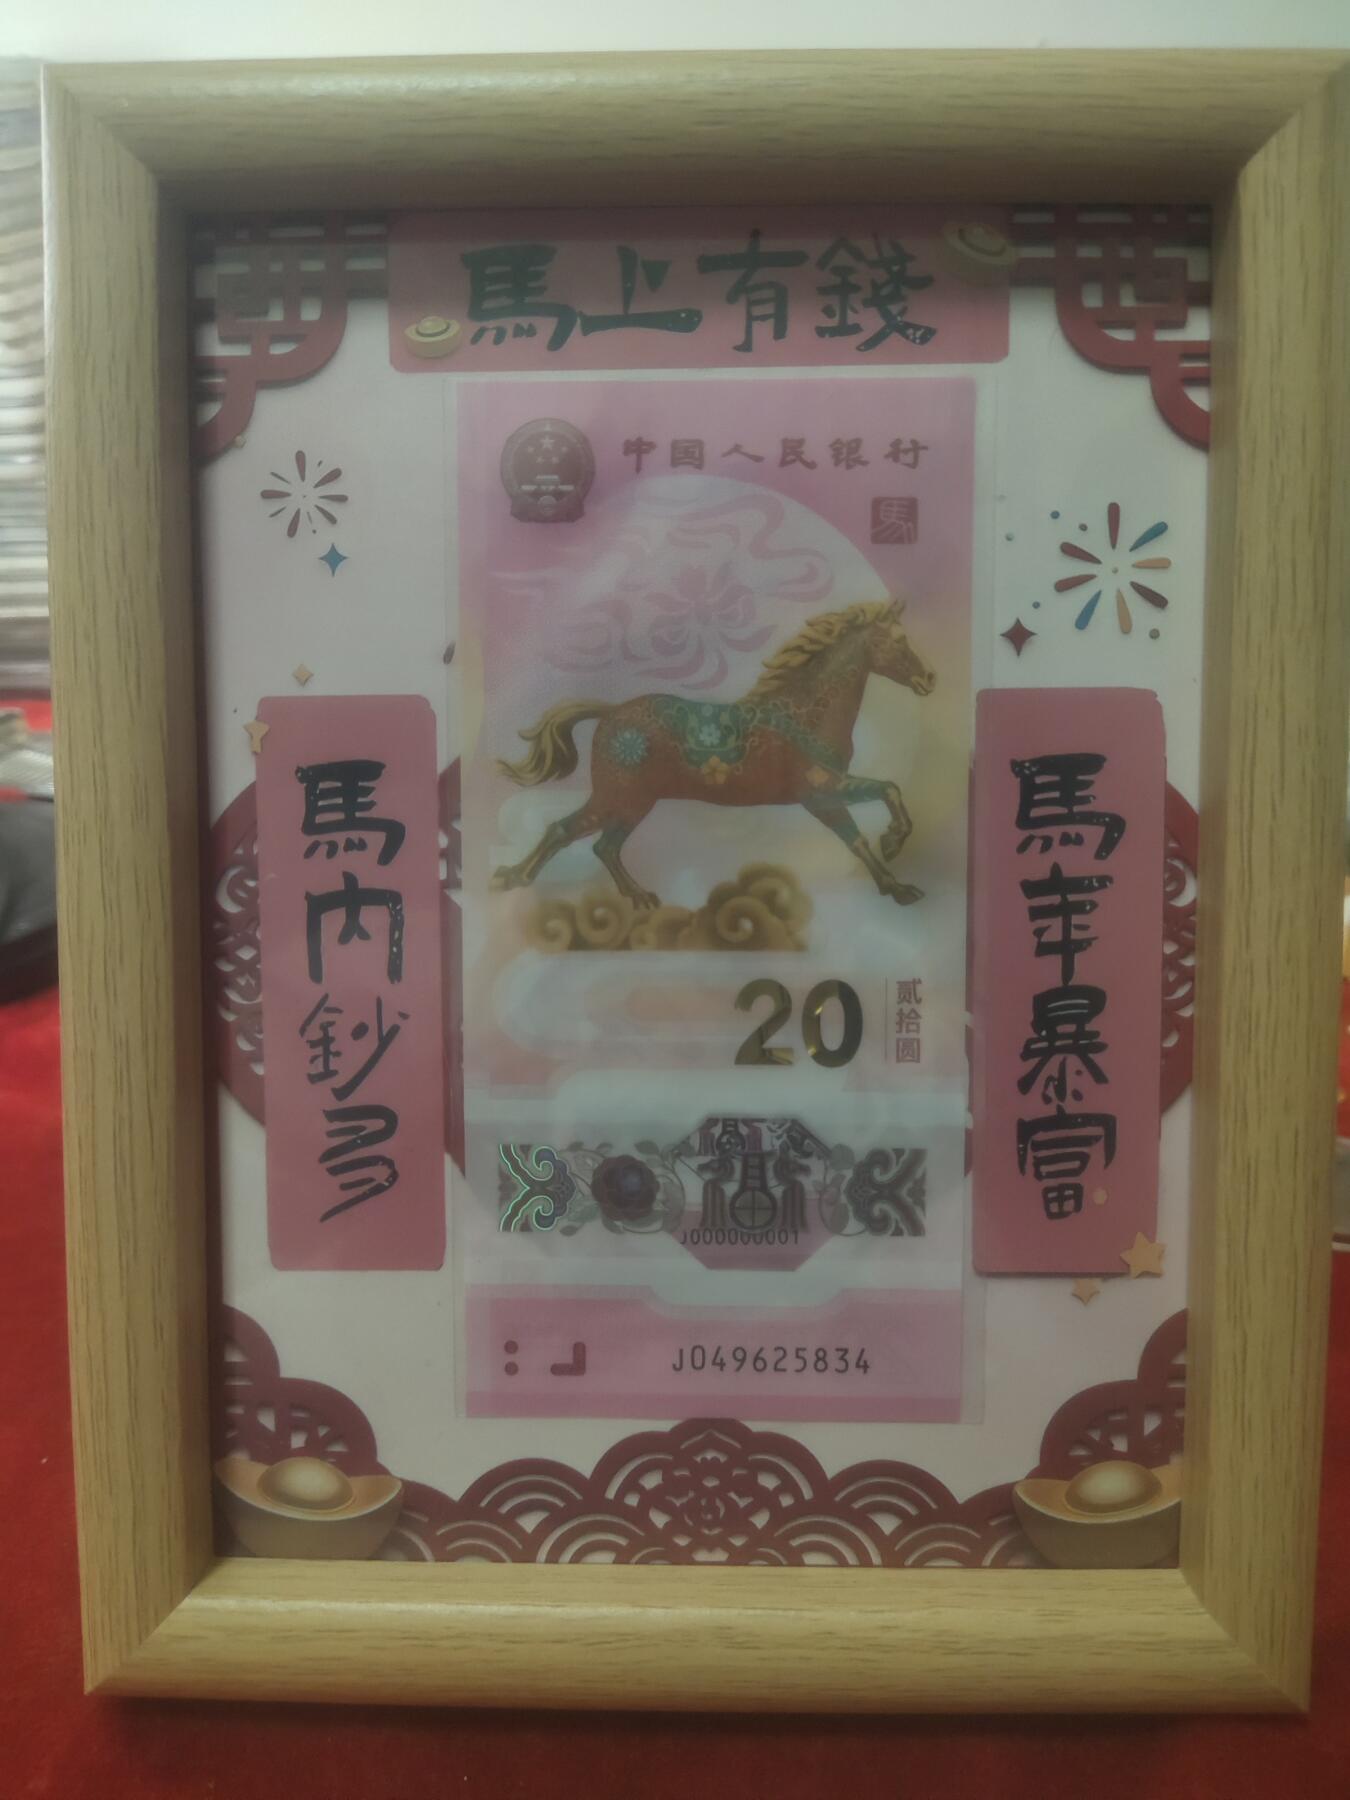 馬上有錢
中国人民银行
馬
馬年暴富
馬內鈔多
20
贰拾圆
J000000001
J049625834